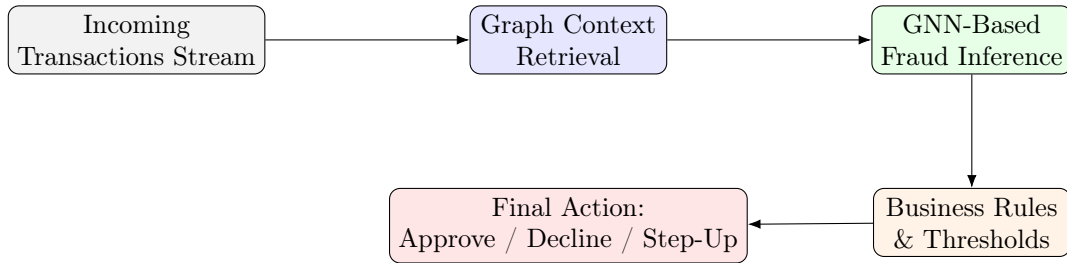 Incoming
Transactions Stream
Graph Context
Retrieval
GNN-Based
Fraud Inference
Business Rules
& Thresholds
Final Action:
Approve / Decline / Step-Up